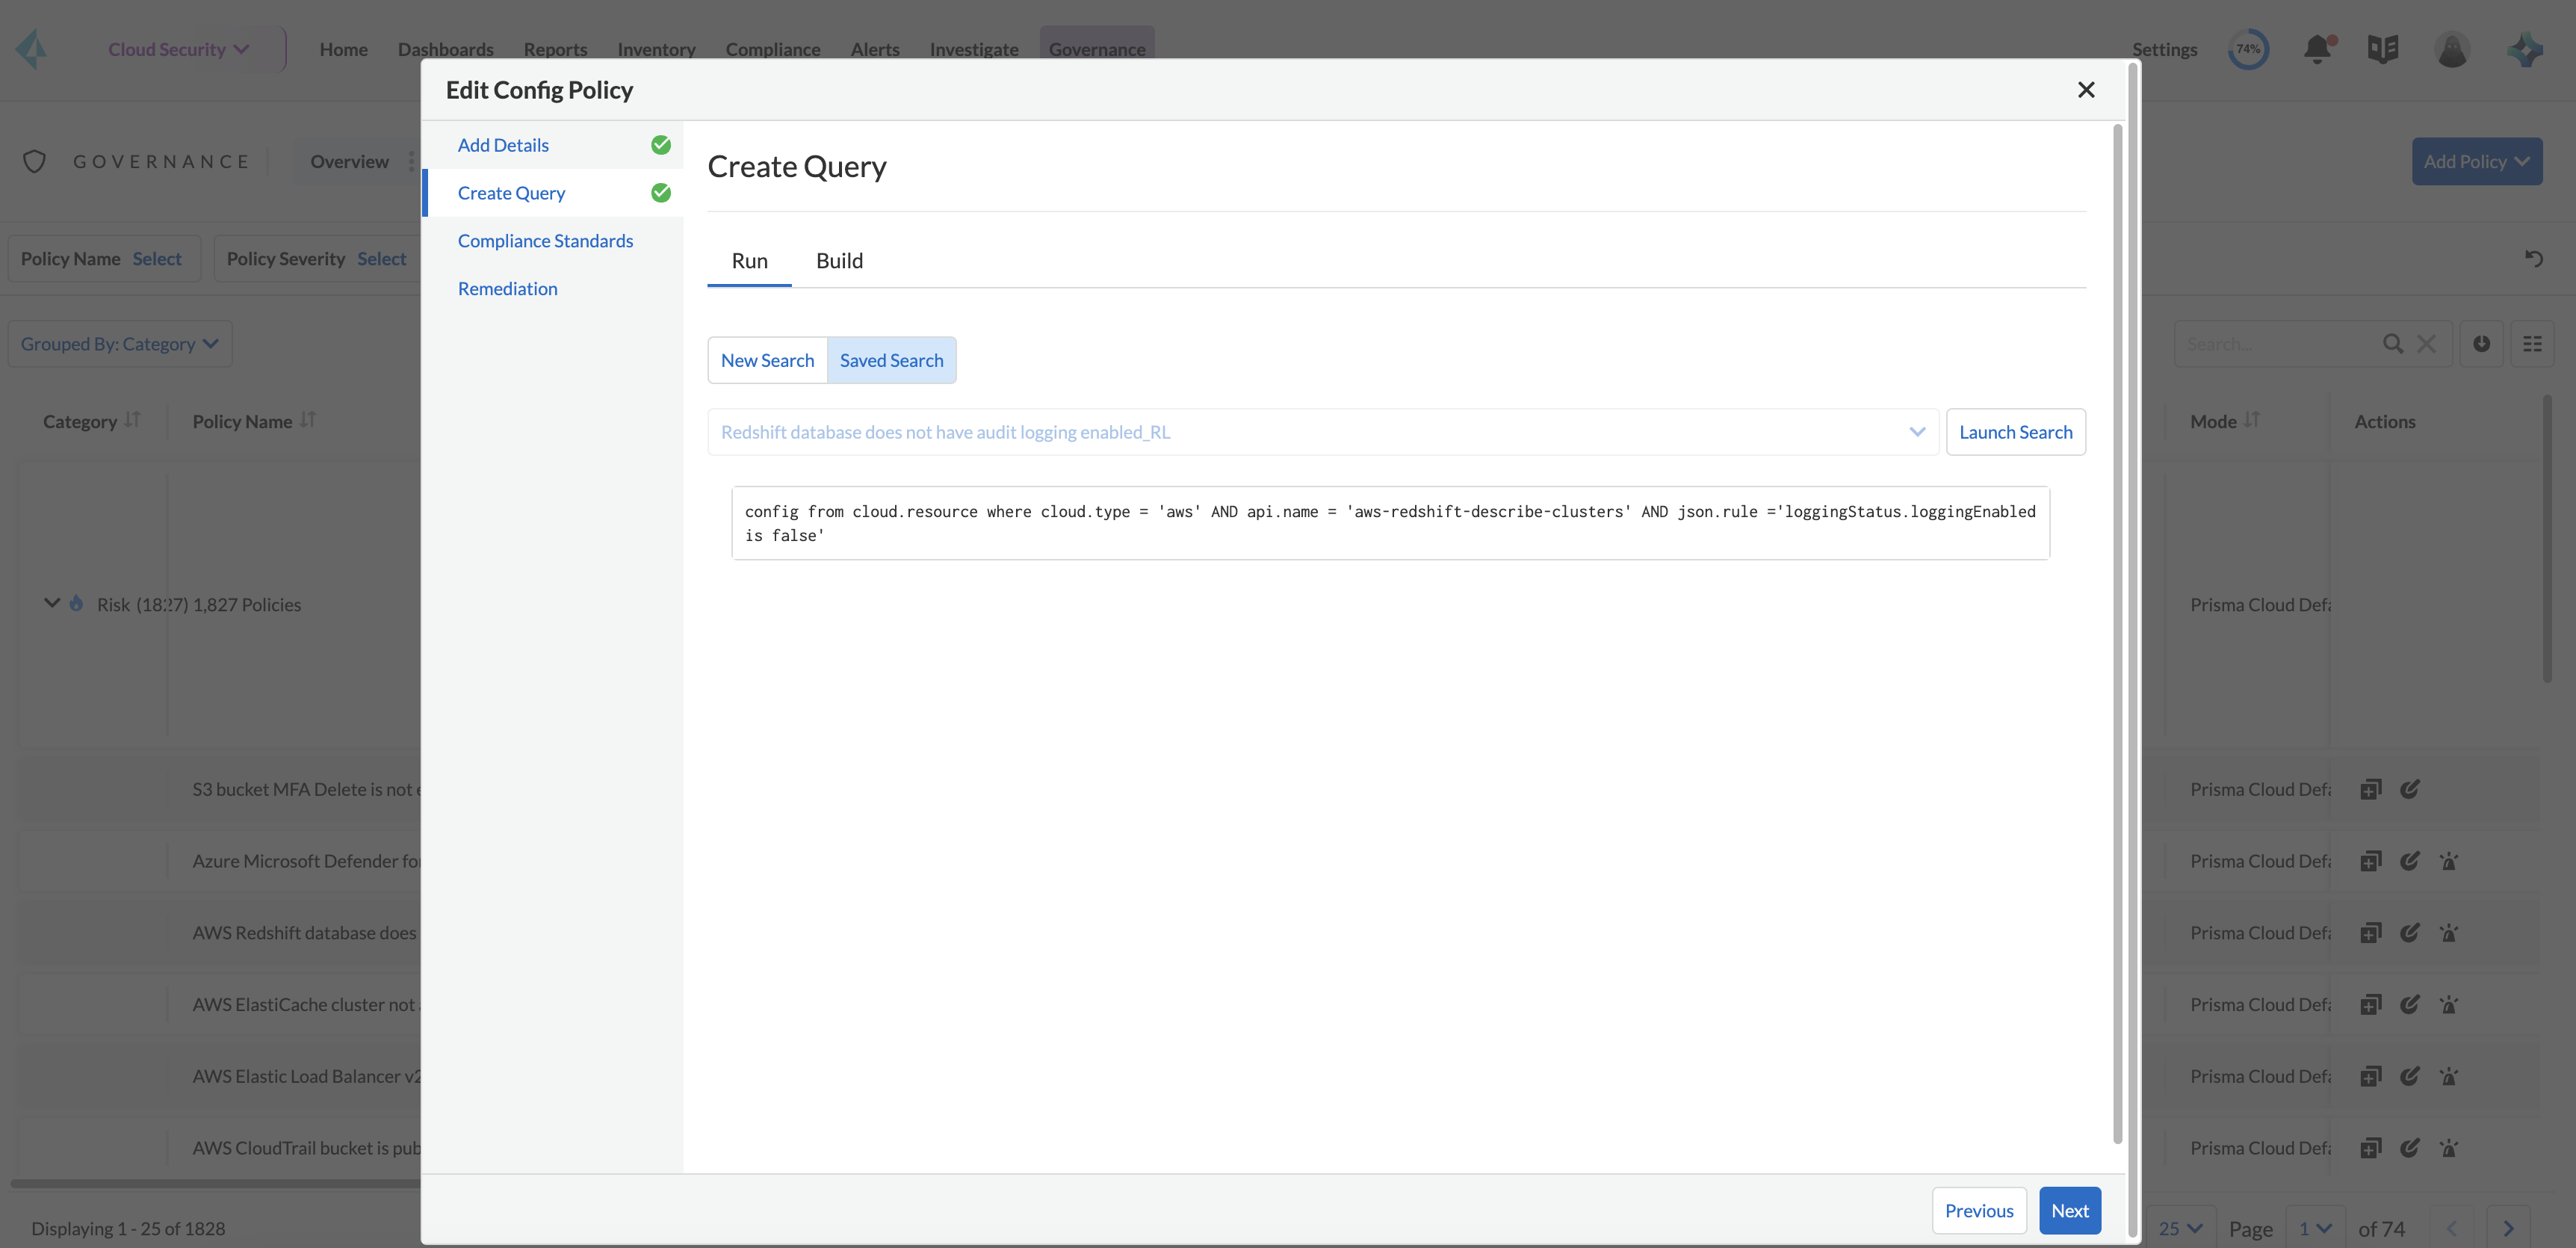 Cloud Security
Home
Dashboards
Reports
Inventory
Compliance
Alerts
Investigate
Governance
Settings
74%
Edit Config Policy
GOVERNANCE
Overview
Add Policy
Policy Name Select
Policy Severity Select
Grouped By: Category
Search...
Category
Policy Name
Mode
Actions
Risk (1827) 1,827 Policies
Prisma Cloud Defa
S3 bucket MFA Delete is not e
Prisma Cloud Defa
Azure Microsoft Defender fo
Prisma Cloud Defa
AWS Redshift database does
Prisma Cloud Defa
AWS ElastiCache cluster not
Prisma Cloud Defa
AWS Elastic Load Balancer v2
Prisma Cloud Defa
AWS CloudTrail bucket is pub
Prisma Cloud Defa
Displaying 1 - 25 of 1828
25
Page
1
of 74
Add Details
Create Query
Compliance Standards
Remediation
Create Query
Run
Build
New Search
Saved Search
Redshift database does not have audit logging enabled_RL
Launch Search
config from cloud.resource where cloud.type = 'aws' AND api.name = 'aws-redshift-describe-clusters' AND json.rule ='loggingStatus.loggingEnabled
is false'
Previous
Next